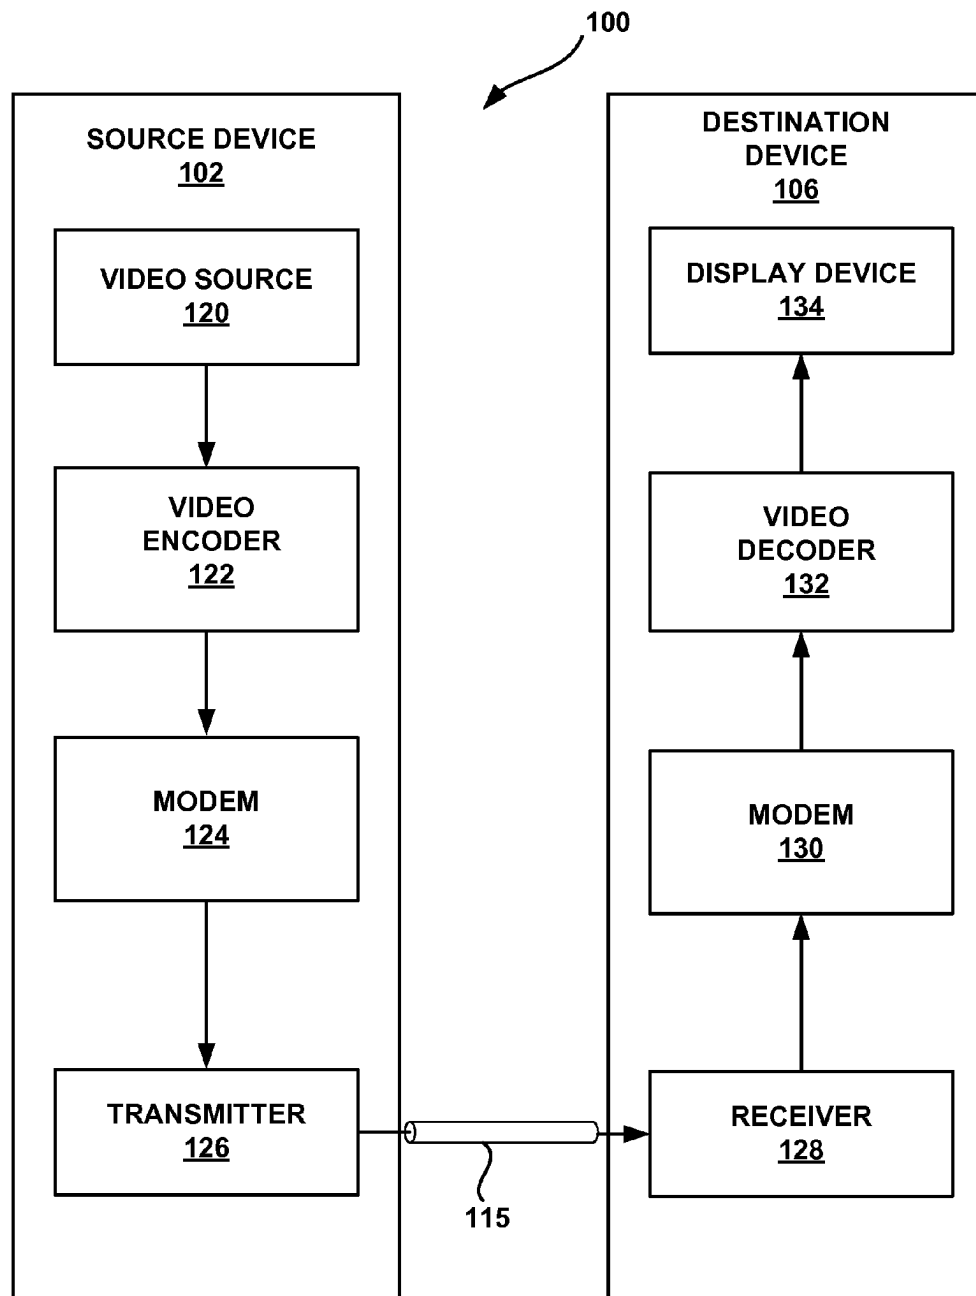 100
SOURCE DEVICE
102
VIDEO SOURCE
120
VIDEO
ENCODER
122
MODEM
124
TRANSMITTER
126
115
DESTINATION
DEVICE
106
DISPLAY DEVICE
134
VIDEO
DECODER
132
MODEM
130
RECEIVER
128